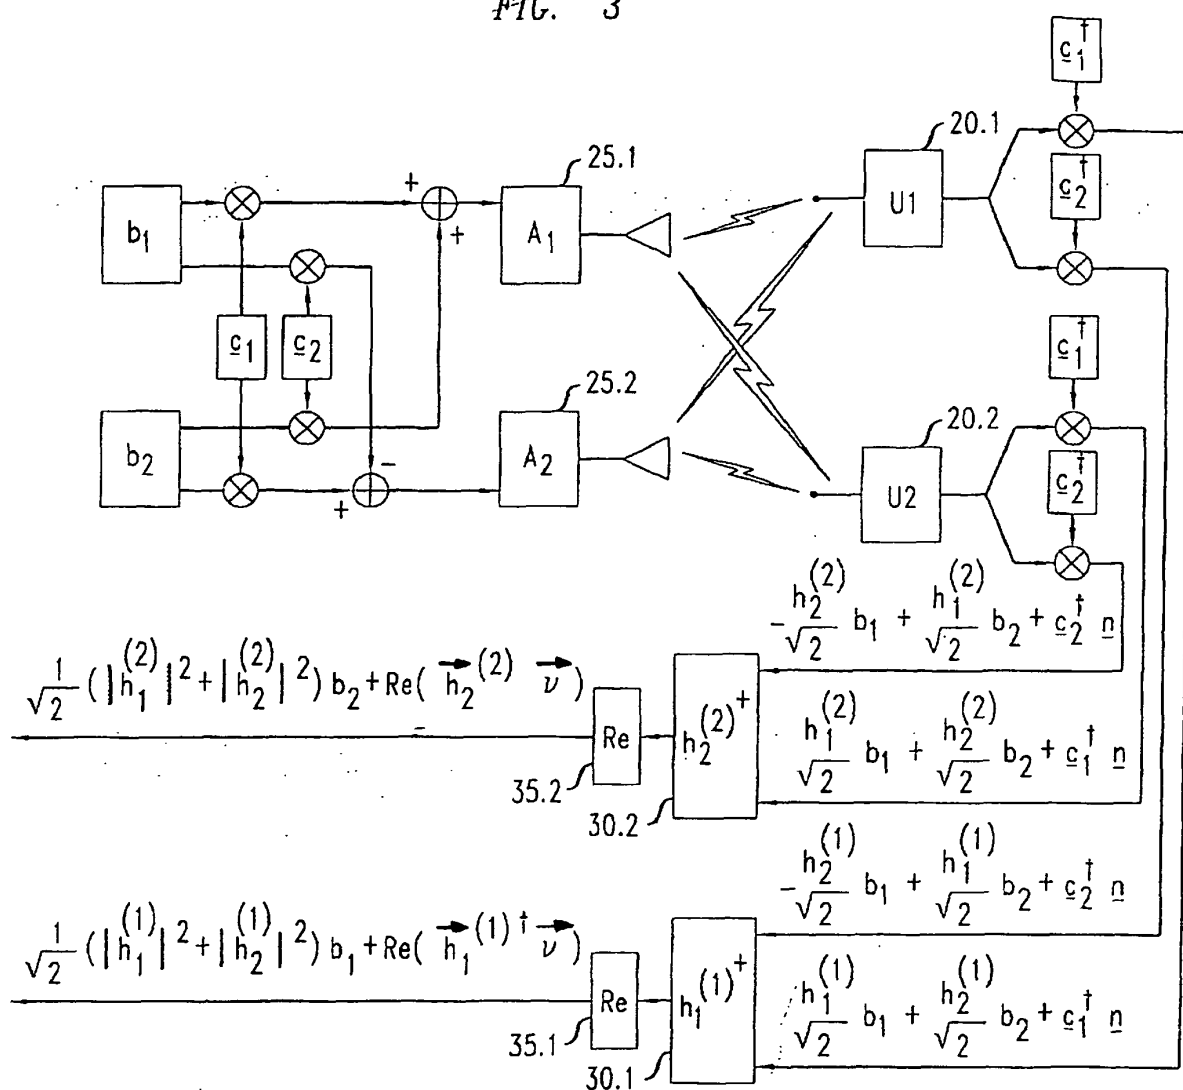 FIG. 3
c₁†
20.1
25.1
c₂†
b₁
+
+
A₁
U1
c₁
c₂
c₁†
25.2
20.2
b₂
−
+
A₂
c₂†
U2
−h₂⁽²⁾/√2 b₁ + h₁⁽²⁾/√2 b₂ + c₂† n
1/√2 (|h₁⁽²⁾|² + |h₂⁽²⁾|²) b₂ + Re( h₂⁽²⁾ ν )
Re
h₂⁽²⁾⁺
h₁⁽²⁾/√2 b₁ + h₂⁽²⁾/√2 b₂ + c₁† n
35.2
30.2
−h₂⁽¹⁾/√2 b₁ + h₁⁽¹⁾/√2 b₂ + c₂† n
1/√2 (|h₁⁽¹⁾|² + |h₂⁽¹⁾|²) b₁ + Re( h₁⁽¹⁾† ν )
Re
h₁⁽¹⁾⁺
h₁⁽¹⁾/√2 b₁ + h₂⁽¹⁾/√2 b₂ + c₁† n
35.1
30.1